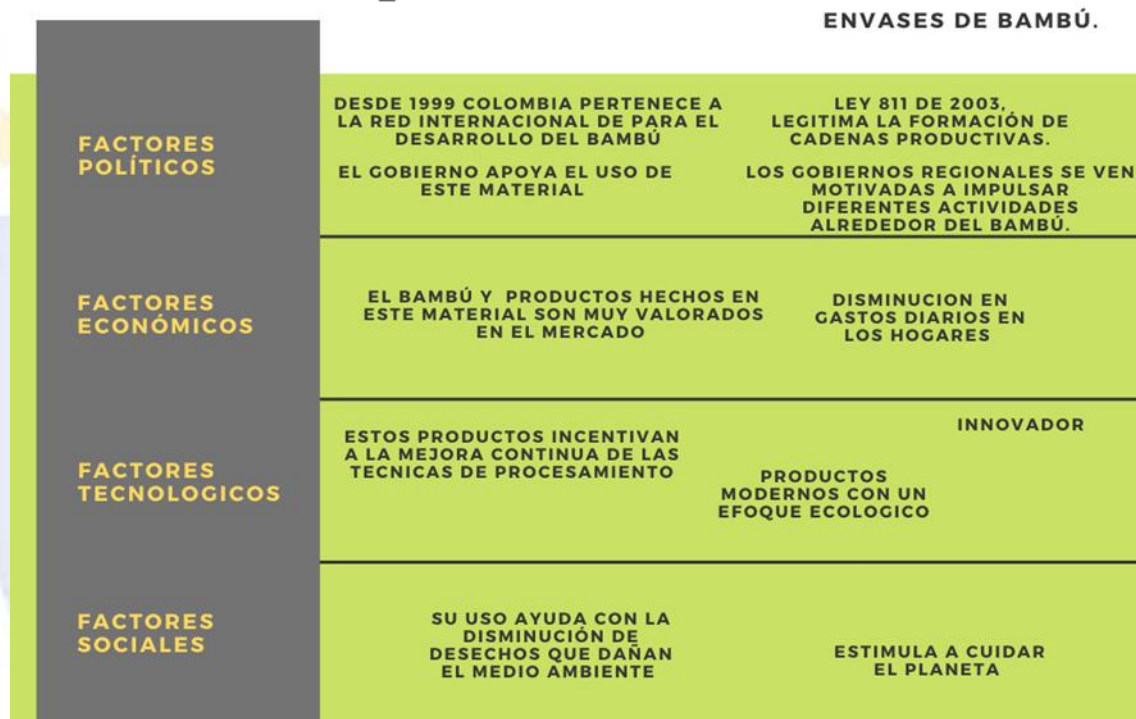 ENVASES DE BAMBÚ.
FACTORES
POLÍTICOS
DESDE 1999 COLOMBIA PERTENECE A
LA RED INTERNACIONAL DE PARA EL
DESARROLLO DEL BAMBÚ
EL GOBIERNO APOYA EL USO DE
ESTE MATERIAL
LEY 811 DE 2003,
LEGITIMA LA FORMACIÓN DE
CADENAS PRODUCTIVAS.
LOS GOBIERNOS REGIONALES SE VEN
MOTIVADAS A IMPULSAR
DIFERENTES ACTIVIDADES
ALREDEDOR DEL BAMBÚ.
FACTORES
ECONÓMICOS
EL BAMBÚ Y PRODUCTOS HECHOS EN
ESTE MATERIAL SON MUY VALORADOS
EN EL MERCADO
DISMINUCION EN
GASTOS DIARIOS EN
LOS HOGARES
FACTORES
TECNOLOGICOS
ESTOS PRODUCTOS INCENTIVAN
A LA MEJORA CONTINUA DE LAS
TECNICAS DE PROCESAMIENTO
INNOVADOR
PRODUCTOS
MODERNOS CON UN
EFOQUE ECOLOGICO
FACTORES
SOCIALES
SU USO AYUDA CON LA
DISMINUCIÓN DE
DESECHOS QUE DAÑAN
EL MEDIO AMBIENTE
ESTIMULA A CUIDAR
EL PLANETA